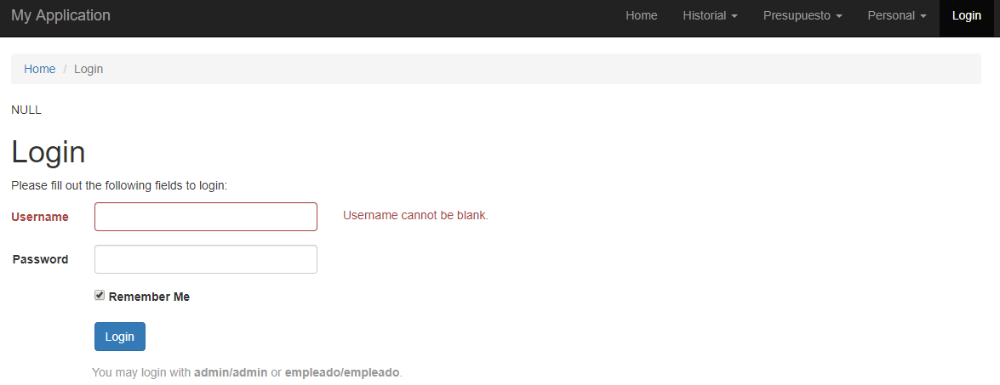 My Application Home Historial Presupuesto Personal Login
Home / Login
NULL
Login
Please fill out the following fields to login:
Username Username cannot be blank.
Password
Remember Me
Login
You may login with admin/admin or empleado/empleado.